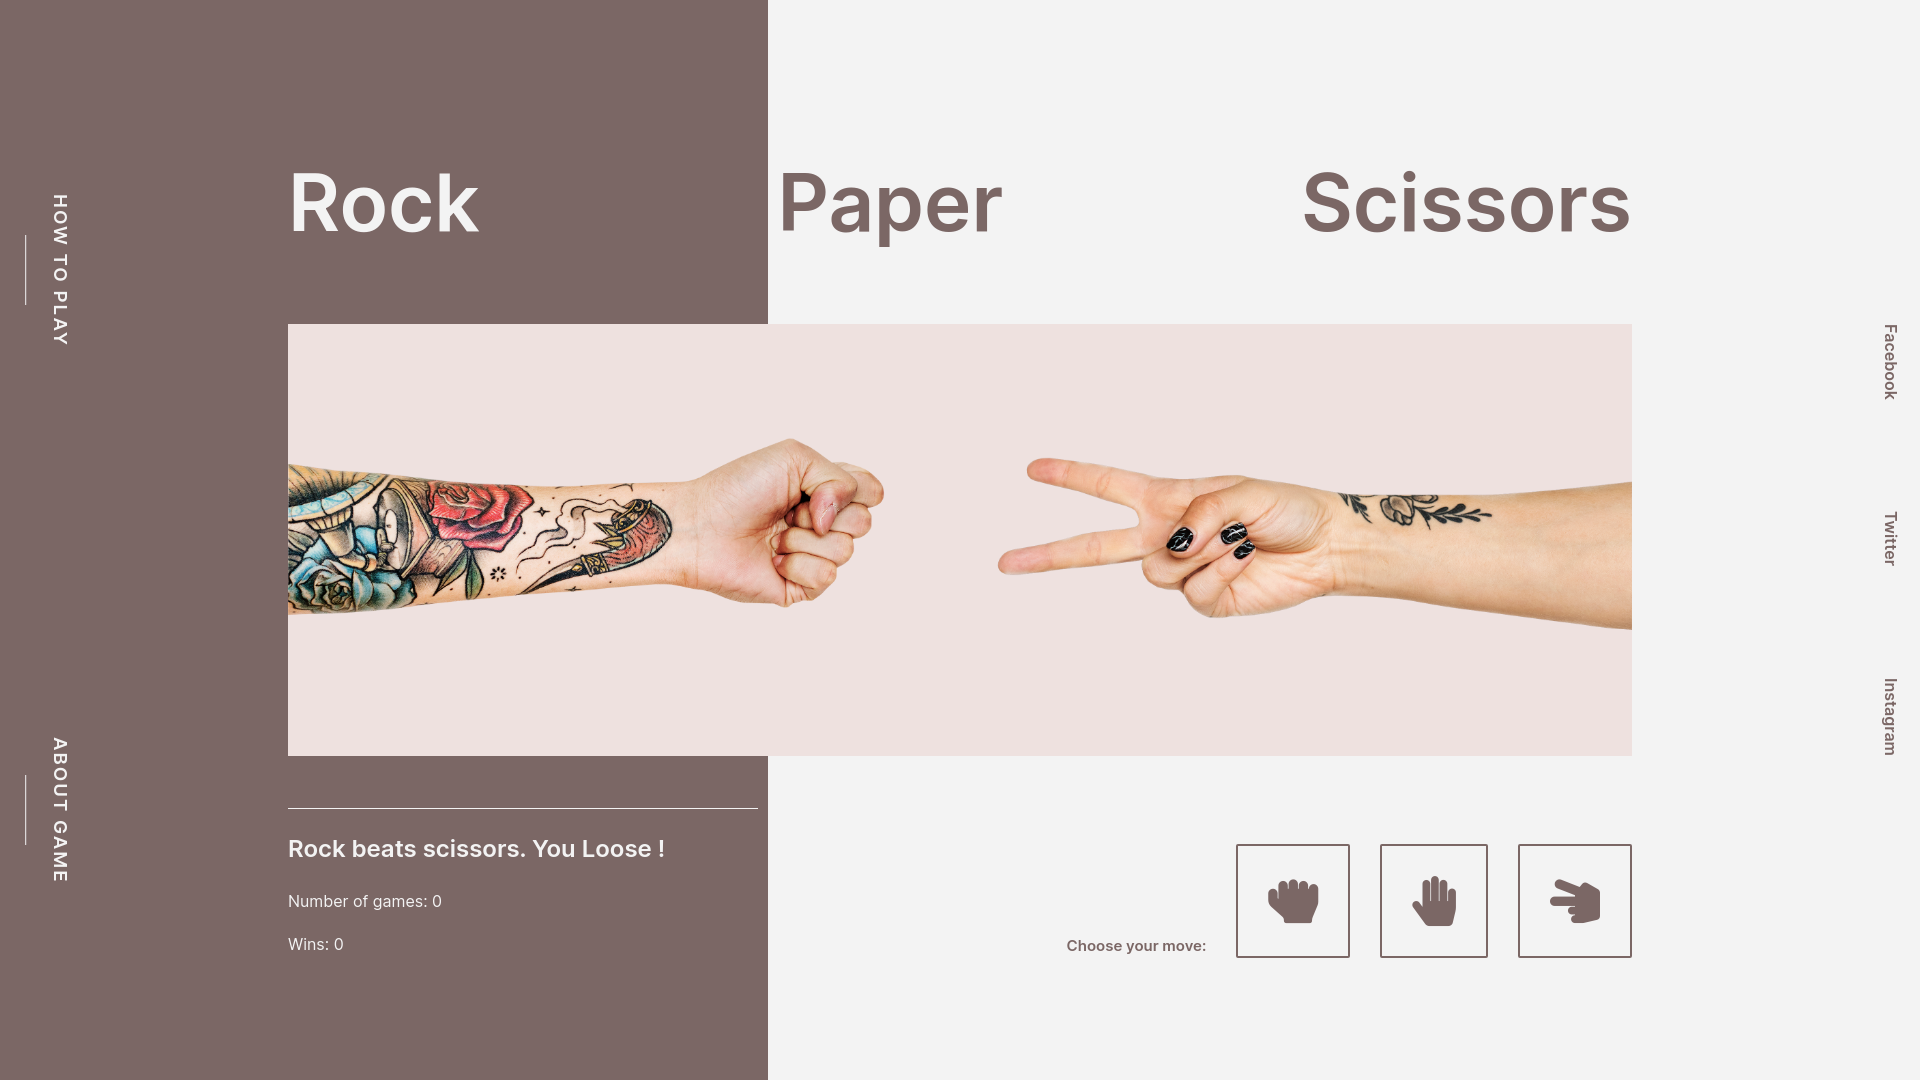 HOW TO PLAY
ABOUT GAME
Rock
Paper
Scissors
Rock beats scissors. You Loose !
Number of games: 0
Wins: 0
Choose your move:
Facebook
Twitter
Instagram